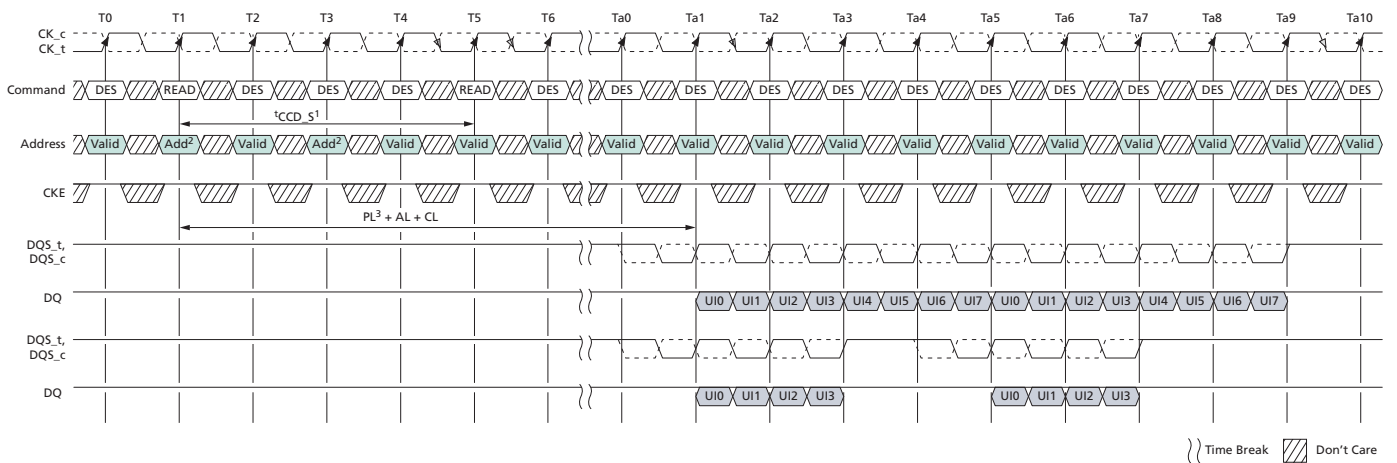 T0 T1 T2 T3 T4 T5 T6 Ta0 Ta1 Ta2 Ta3 Ta4 Ta5 Ta6 Ta7 Ta8 Ta9 Ta10
CK_c
CK_t
Command DES READ DES DES DES READ DES DES DES DES DES DES DES DES DES DES DES DES
tCCD_S1
Address Valid Add2 Valid Add2 Valid Valid Valid Valid Valid Valid Valid Valid Valid Valid Valid Valid Valid Valid
CKE
PL3 + AL + CL
DQS_t,
DQS_c
DQ UI0 UI1 UI2 UI3 UI4 UI5 UI6 UI7 UI0 UI1 UI2 UI3 UI4 UI5 UI6 UI7
DQS_t,
DQS_c
DQ UI0 UI1 UI2 UI3 UI0 UI1 UI2 UI3
Time Break Don't Care